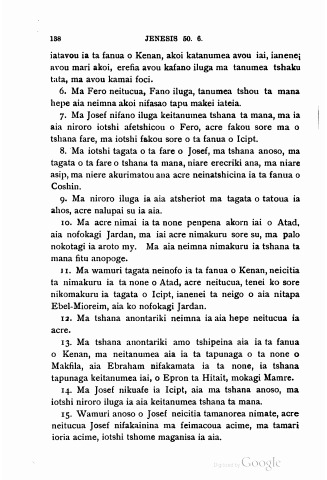 138 JENESIS 50. 6.
iatavou ia ta fanua o Kenan, akoi katanumea avou iai, ianene;
avou mari akoi, erefia avou kafano iluga ma tanumea tshaku
tata, ma avou kamai foci.
6. Ma Fero neitucua, Fano iluga, tanumea tshou ta mana
hepe aia neimna akoi nifasao tapu makei iateia.
7. Ma Josef nifano iluga keitanumea tshana ta mana, ma ia
aia niroro iotshi afetshicou o Fero, acre fakou sore ma o
tshana fare, ma iotshi fakou sore o ta fanua o Icipt.
8. Ma iotshi tagata o ta fare o Josef, ma tshana anoso, ma
tagata o ta fare o tshana ta mana, niare erecriki ana, ma niare
asip, ma niere akurimatou ana acre neinatshicina ia ta fanua o
Coshin.
9. Ma niroro iluga ia aia atsheriot ma tagata o tatoua ia
ahos, acre nalupai su ia aia.
10. Ma acre nimai ia ta none penpena akorn iai o Atad,
aia nofokagi Jardan, ma iai acre nimakuru sore su, ma palo
nokotagi ia aroto my. Ma aia neimna nimakuru ia tshana ta
mana fitu anopoge.
11. Ma wamuri tagata neinofo ia ta fanua o Kenan, neicitia
ta nimakuru ia ta none o Atad, acre neitucua, tenei ko sore
nikomakuru ia tagata o Icipt, ianenei ta neigo o aia nitapa
Ebel-Mioreim, aia ko nofokagi Jardan.
12. Ma tshana anontariki neimna ia aia hepe neitucua ia
acre.
13. Ma tshana anontariki amo tshipeina aia ia ta fanua
o Kenan, ma neitanumea aia ia ta tapunaga o ta none o
Makfila, aia Ebraham nifakamata ia ta none, ia tshana
tapunaga keitanumea iai, o Epron ta Hitait, mokagi Mamre.
14. Ma Josef nikuafe ia Icipt, aia ma tshana anoso, ma
iotshi niroro iluga ia aia keitanumea tshana ta mana.
15. Wamuri anoso o Josef neicitia tamanorea nimate, acre
neitucua Josef nifakainina ma feimacoua acime, ma tamari
ioria acime, iotshi tshome maganisa ia aia.
Digitized by Google